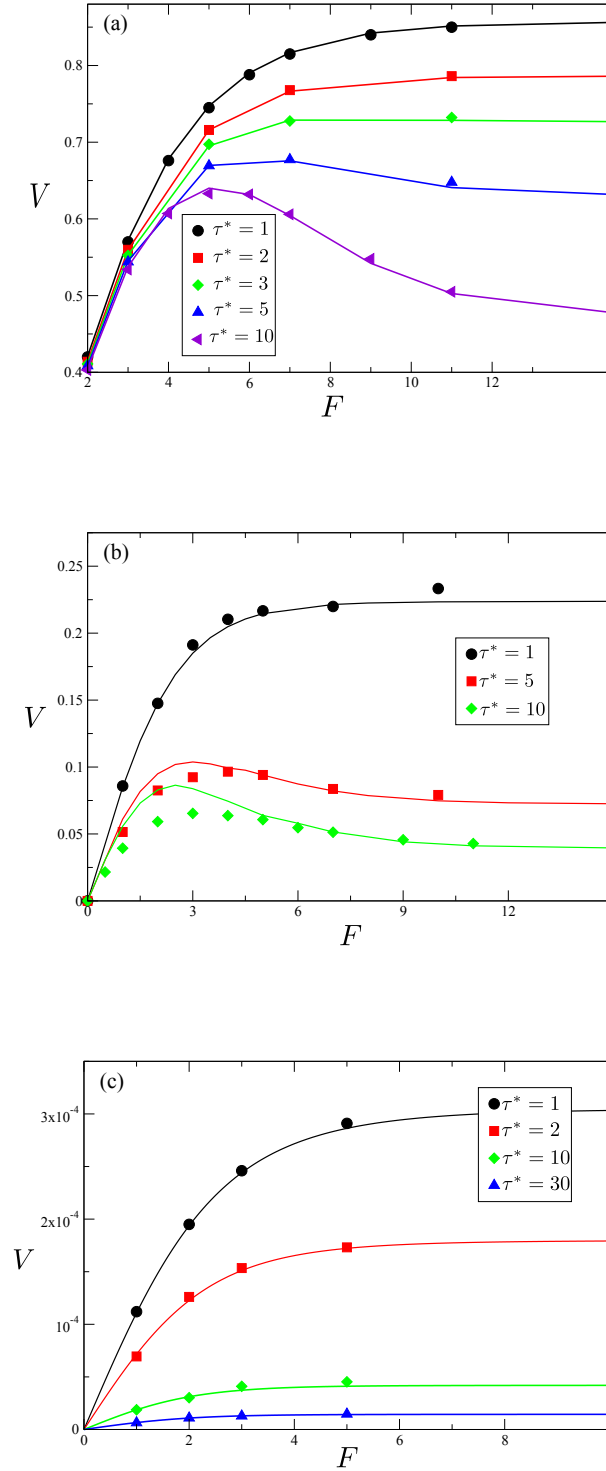 (a)
0.8
0.7
V
0.6
0.5
0.4
τ* = 1
τ* = 2
τ* = 3
τ* = 5
τ* = 10
2 4 6 8 10 12
F
(b)
0.25
0.2
0.15
V
0.1
0.05
0
τ* = 1
τ* = 5
τ* = 10
0 3 6 9 12
F
(c)
3x10⁻⁴
2x10⁻⁴
V
10⁻⁴
0
τ* = 1
τ* = 2
τ* = 10
τ* = 30
0 2 4 6 8
F